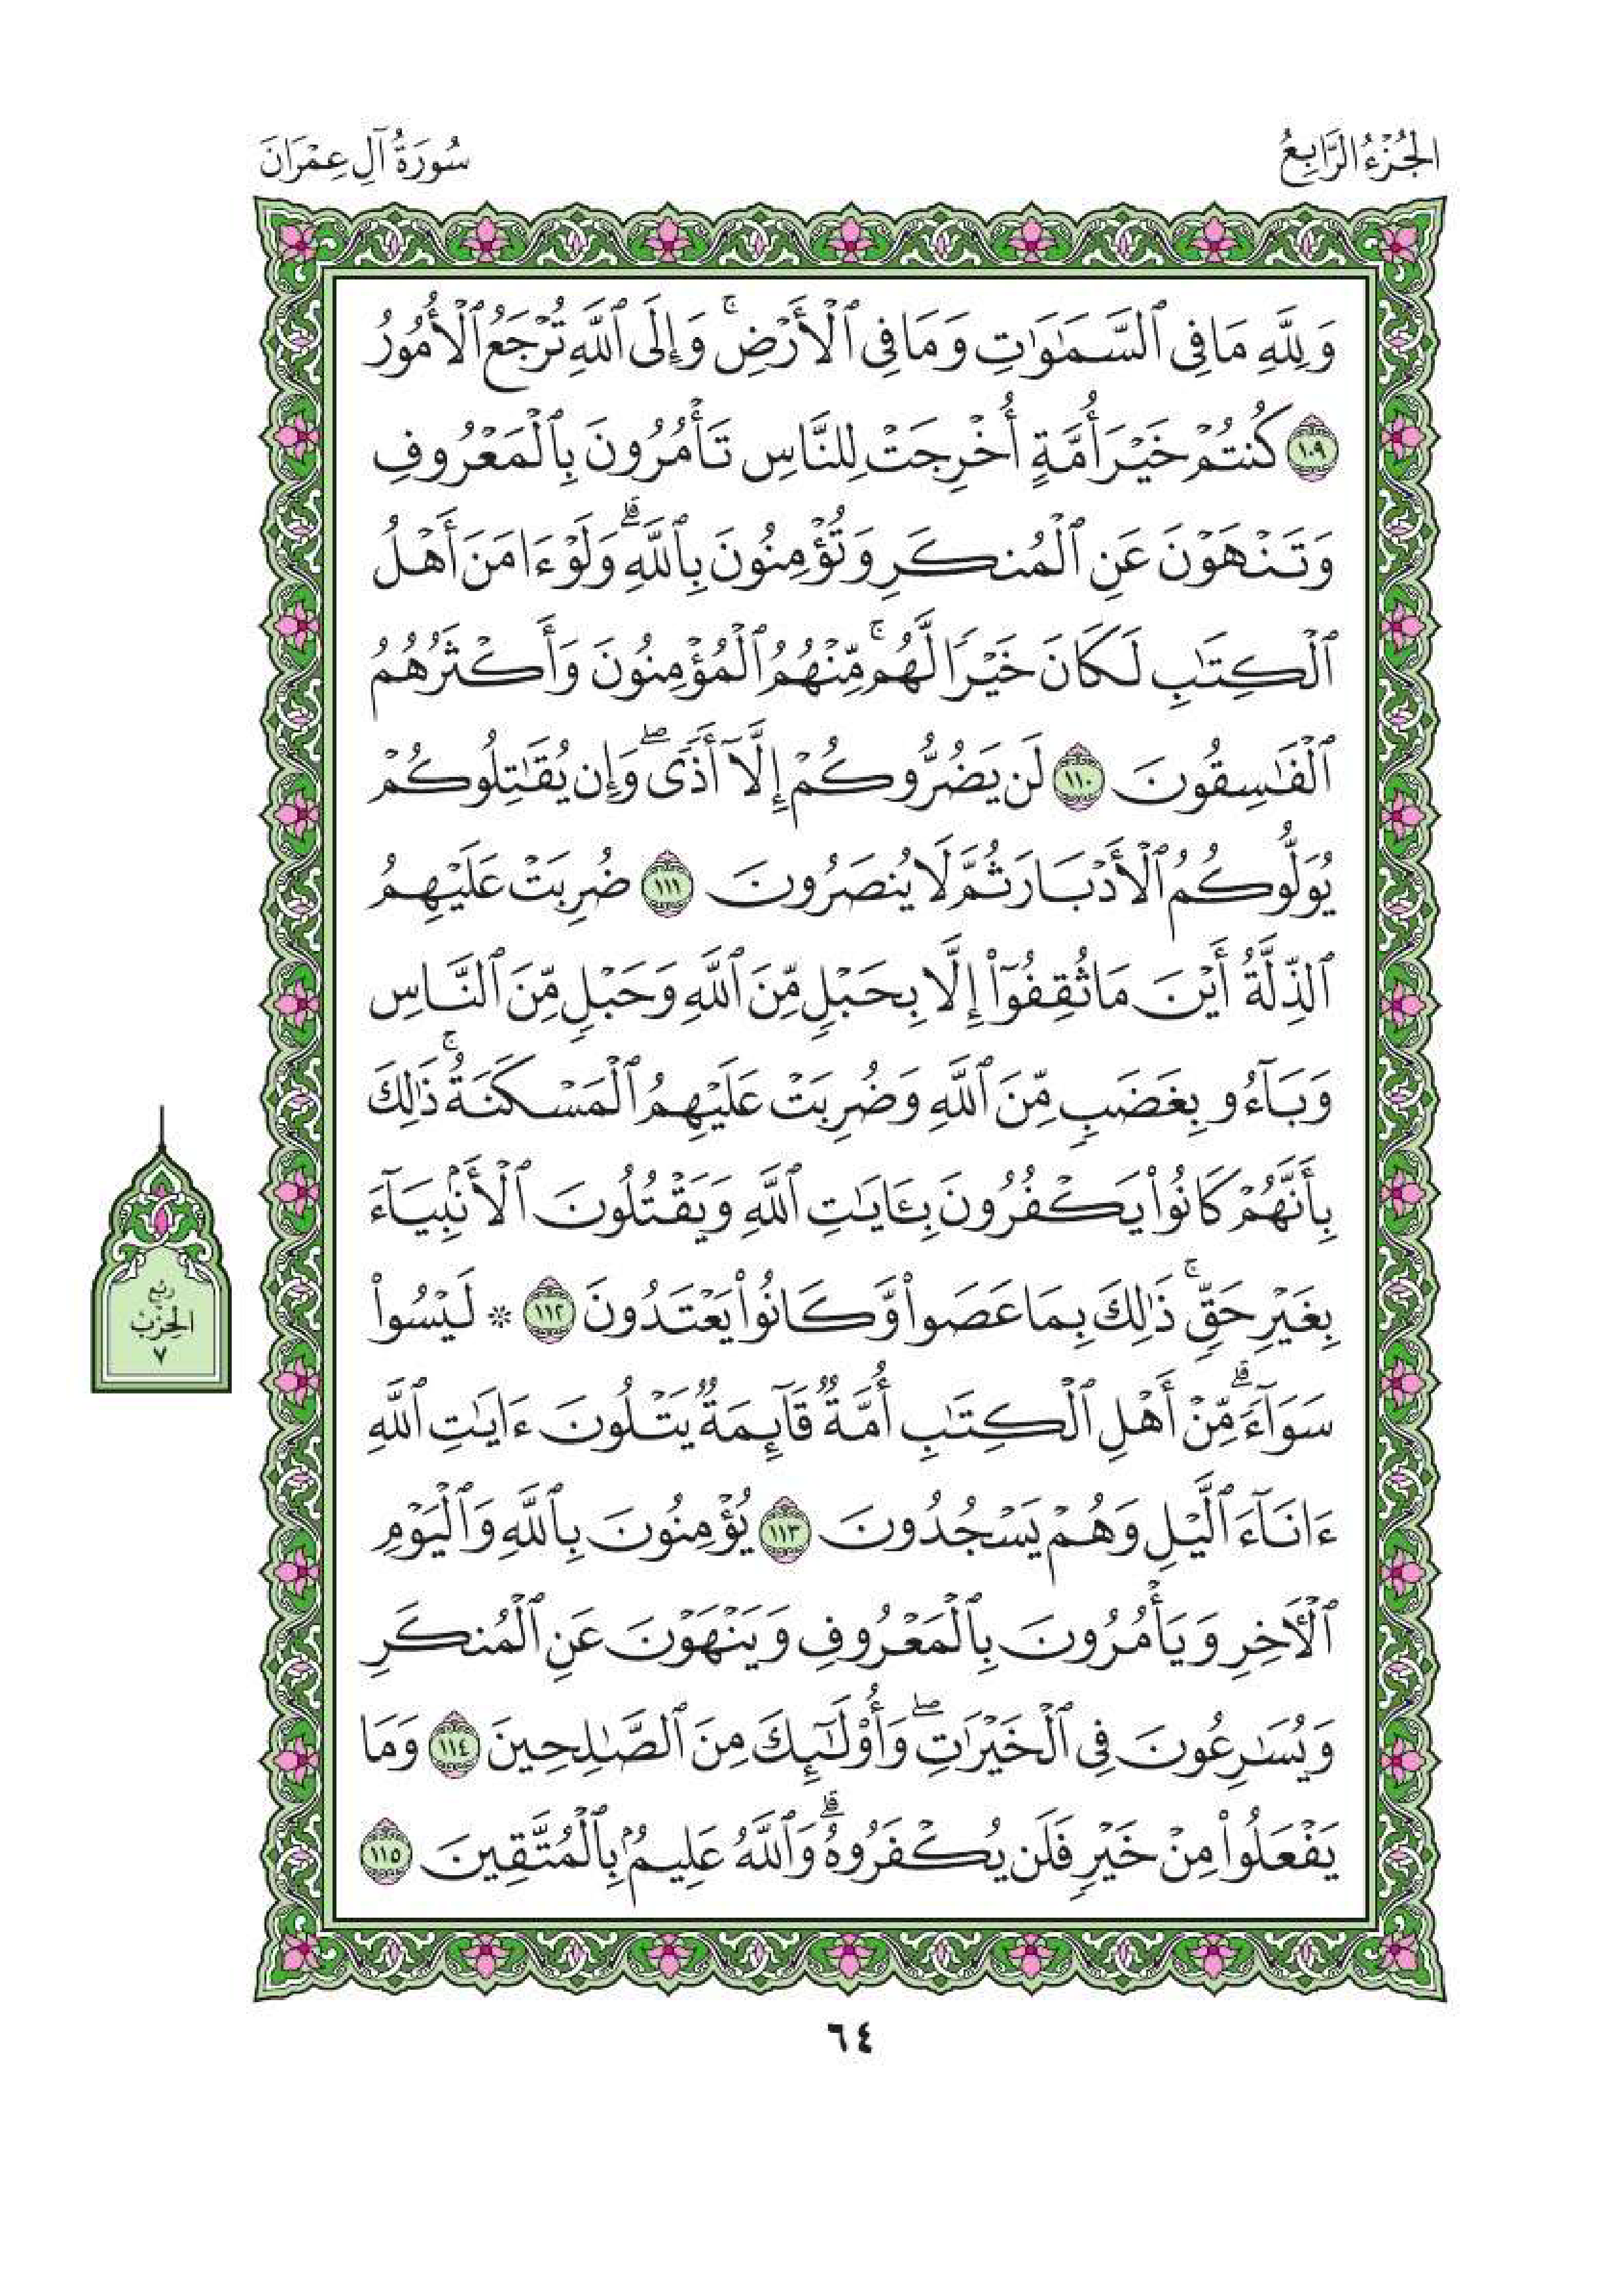 الجُزْءُ الرَّابِعُ
سُورَةُ آلِ عِمْرَانَ
وَلِلَّهِ مَا فِي ٱلسَّمَٰوَٰتِ وَمَا فِي ٱلْأَرْضِۚ وَإِلَى ٱللَّهِ تُرْجَعُ ٱلْأُمُورُ
١٠٩ كُنتُمْ خَيْرَ أُمَّةٍ أُخْرِجَتْ لِلنَّاسِ تَأْمُرُونَ بِٱلْمَعْرُوفِ
وَتَنْهَوْنَ عَنِ ٱلْمُنكَرِ وَتُؤْمِنُونَ بِٱللَّهِۗ وَلَوْ ءَامَنَ أَهْلُ
ٱلْكِتَٰبِ لَكَانَ خَيْرًا لَّهُمۚ مِّنْهُمُ ٱلْمُؤْمِنُونَ وَأَكْثَرُهُمُ
ٱلْفَٰسِقُونَ ١١٠ لَن يَضُرُّوكُمْ إِلَّآ أَذًىۖ وَإِن يُقَٰتِلُوكُمْ
يُوَلُّوكُمُ ٱلْأَدْبَارَ ثُمَّ لَا يُنصَرُونَ ١١١ ضُرِبَتْ عَلَيْهِمُ
ٱلذِّلَّةُ أَيْنَ مَا ثُقِفُوٓا۟ إِلَّا بِحَبْلٍ مِّنَ ٱللَّهِ وَحَبْلٍ مِّنَ ٱلنَّاسِ
وَبَآءُو بِغَضَبٍ مِّنَ ٱللَّهِ وَضُرِبَتْ عَلَيْهِمُ ٱلْمَسْكَنَةُۚ ذَٰلِكَ
بِأَنَّهُمْ كَانُوا۟ يَكْفُرُونَ بِـَٔايَٰتِ ٱللَّهِ وَيَقْتُلُونَ ٱلْأَنۢبِيَآءَ
بِغَيْرِ حَقٍّۚ ذَٰلِكَ بِمَا عَصَوا۟ وَّكَانُوا۟ يَعْتَدُونَ ١١٢ ۞ لَيْسُوا۟
سَوَآءًۗ مِّنْ أَهْلِ ٱلْكِتَٰبِ أُمَّةٌ قَآئِمَةٌ يَتْلُونَ ءَايَٰتِ ٱللَّهِ
ءَانَآءَ ٱلَّيْلِ وَهُمْ يَسْجُدُونَ ١١٣ يُؤْمِنُونَ بِٱللَّهِ وَٱلْيَوْمِ
ٱلْـَٔاخِرِ وَيَأْمُرُونَ بِٱلْمَعْرُوفِ وَيَنْهَوْنَ عَنِ ٱلْمُنكَرِ
وَيُسَٰرِعُونَ فِي ٱلْخَيْرَٰتِۖ وَأُو۟لَٰٓئِكَ مِنَ ٱلصَّٰلِحِينَ ١١٤ وَمَا
يَفْعَلُوا۟ مِنْ خَيْرٍ فَلَن يُكْفَرُوهُۗ وَٱللَّهُ عَلِيمٌۢ بِٱلْمُتَّقِينَ ١١٥
ربع
الحزب
٧
٦٤